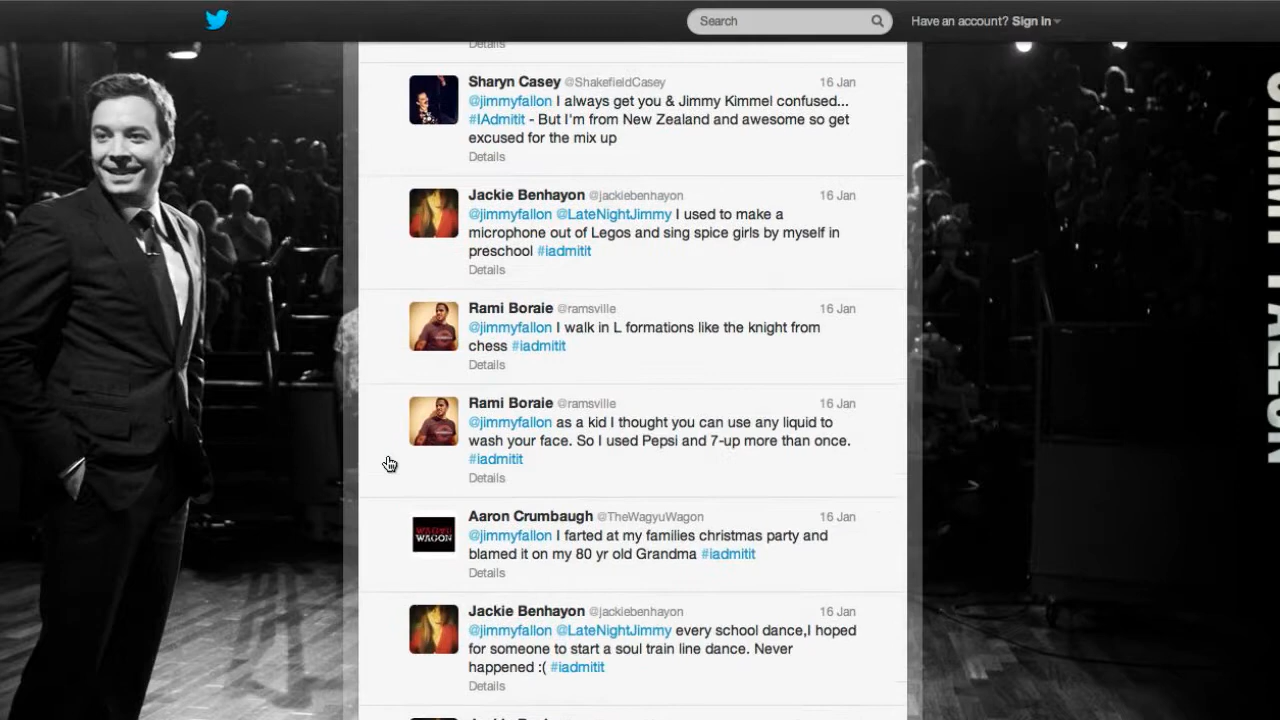 Search
Have an account? Sign in
Details
Sharyn Casey @ShakefieldCasey 16 Jan
@jimmyfallon I always get you & Jimmy Kimmel confused...
#IAdmitit - But I'm from New Zealand and awesome so get
excused for the mix up
Details
Jackie Benhayon @jackiebenhayon 16 Jan
@jimmyfallon @LateNightJimmy I used to make a
microphone out of Legos and sing spice girls by myself in
preschool #iadmitit
Details
Rami Boraie @ramsville 16 Jan
@jimmyfallon I walk in L formations like the knight from
chess #iadmitit
Details
Rami Boraie @ramsville 16 Jan
@jimmyfallon as a kid I thought you can use any liquid to
wash your face. So I used Pepsi and 7-up more than once.
#iadmitit
Details
WAGON
Aaron Crumbaugh @TheWagyuWagon 16 Jan
@jimmyfallon I farted at my families christmas party and
blamed it on my 80 yr old Grandma #iadmitit
Details
Jackie Benhayon @jackiebenhayon 16 Jan
@jimmyfallon @LateNightJimmy every school dance,I hoped
for someone to start a soul train line dance. Never
happened :( #iadmitit
Details